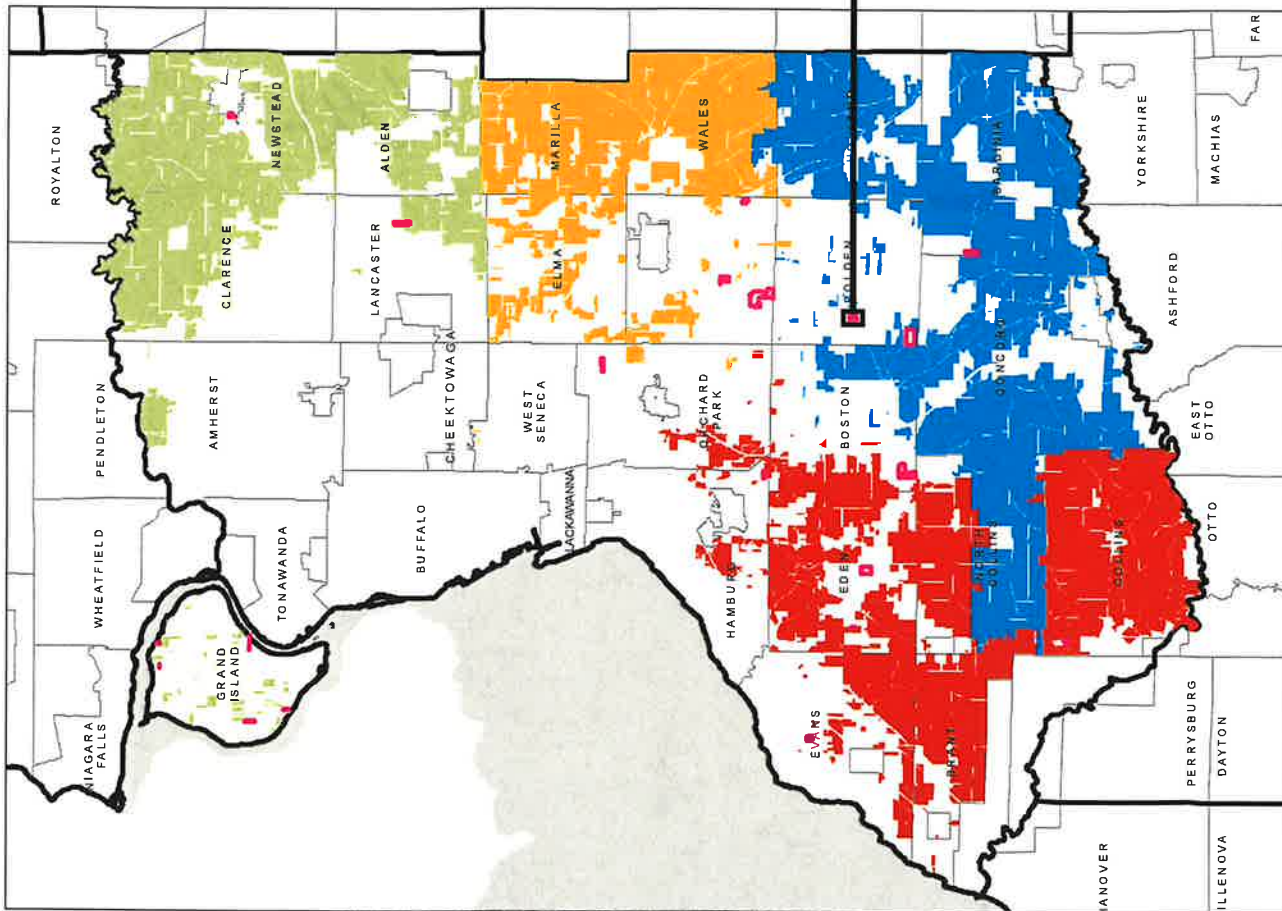 ROYALTON
PENDLETON
WHEATFIELD
NIAGARA
FALLS
NEWSTEAD
CLARENCE
AMHERST
TONAWANDA
GRAND
ISLAND
ALDEN
LANCASTER
CHEEKTOWAGA
BUFFALO
MARILLA
ELMA
WEST
SENECA
LACKAWANNA
WALES
ORCHARD
PARK
HAMBURG
HOLLAND
COLDEN
BOSTON
EDEN
EVANS
SARDINIA
CONCORD
NORTH
COLLINS
BRANT
COLLINS
FAR
YORKSHIRE
MACHIAS
ASHFORD
EAST
OTTO
OTTO
PERRYSBURG
DAYTON
HANOVER
ILLENOVA